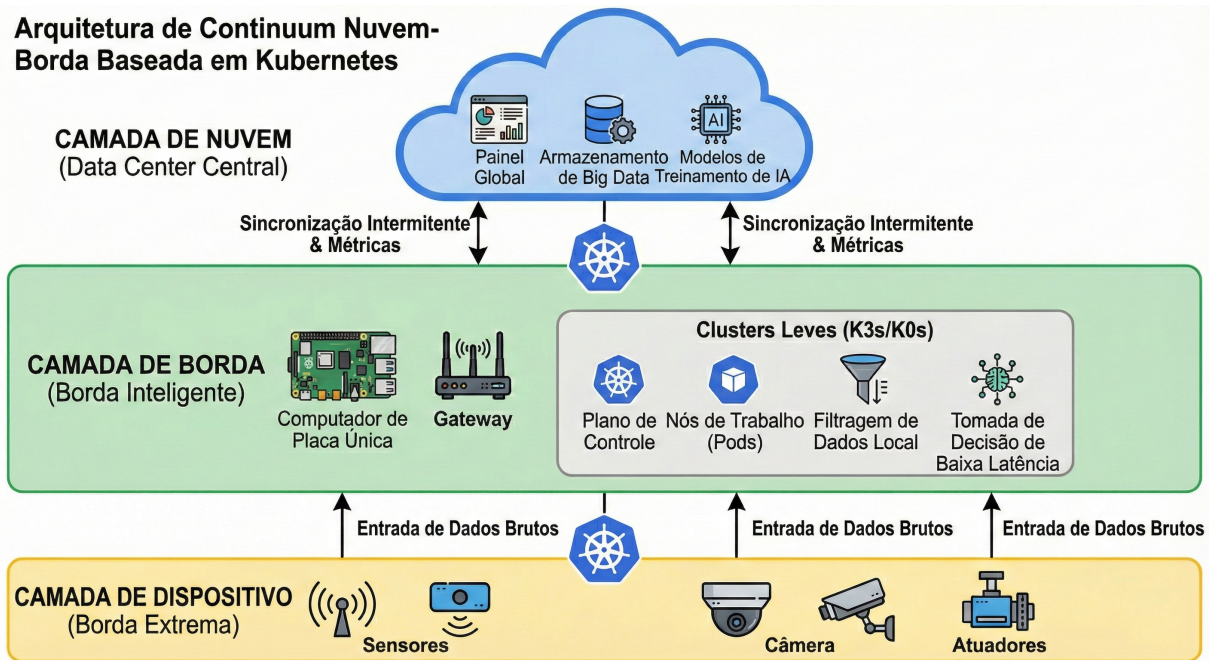 Arquitetura de Continuum Nuvem-
Borda Baseada em Kubernetes
CAMADA DE NUVEM
(Data Center Central)
Painel
Global
Armazenamento
de Big Data
AI
Modelos de
Treinamento de IA
Sincronização Intermitente
& Métricas
Sincronização Intermitente
& Métricas
CAMADA DE BORDA
(Borda Inteligente)
Computador de
Placa Única
Gateway
Clusters Leves (K3s/K0s)
Plano de
Controle
Nós de Trabalho
(Pods)
Filtragem de
Dados Local
Tomada de
Decisão de
Baixa Latência
Entrada de Dados Brutos
Entrada de Dados Brutos
Entrada de Dados Brutos
CAMADA DE DISPOSITIVO
(Borda Extrema)
Sensores
Câmera
Atuadores